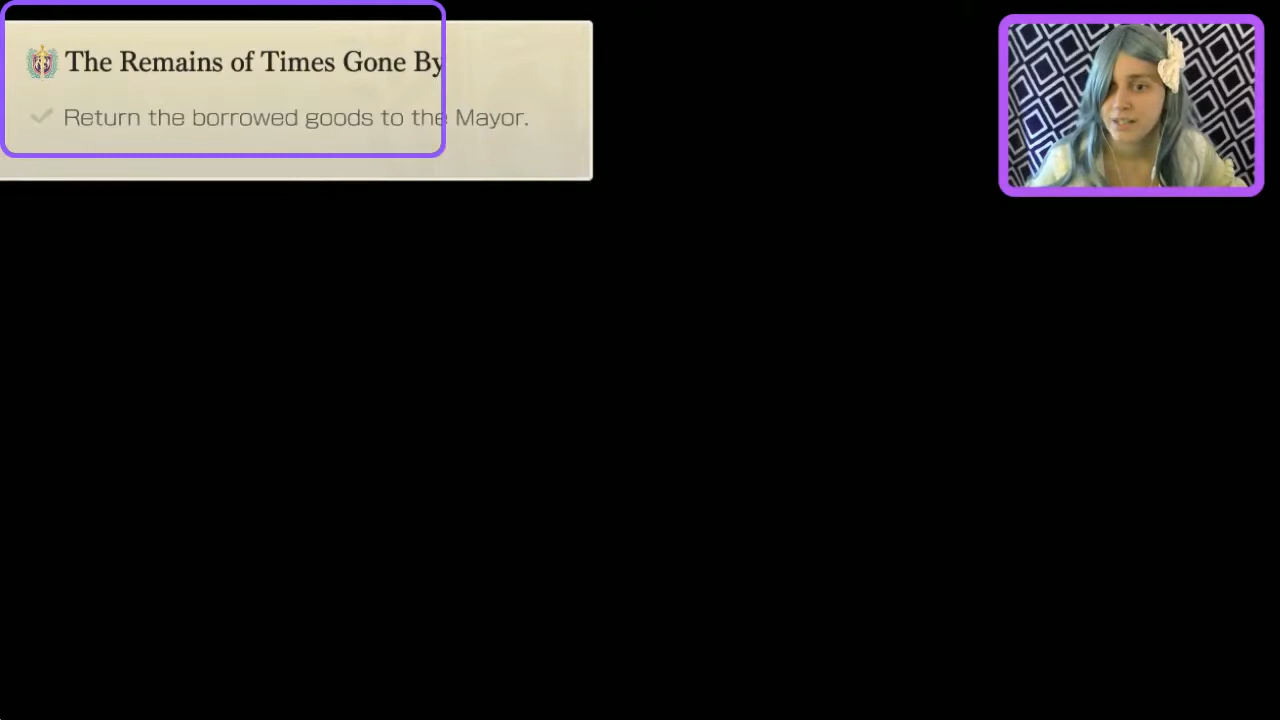 The Remains of Times Gone By
Return the borrowed goods to the Mayor.